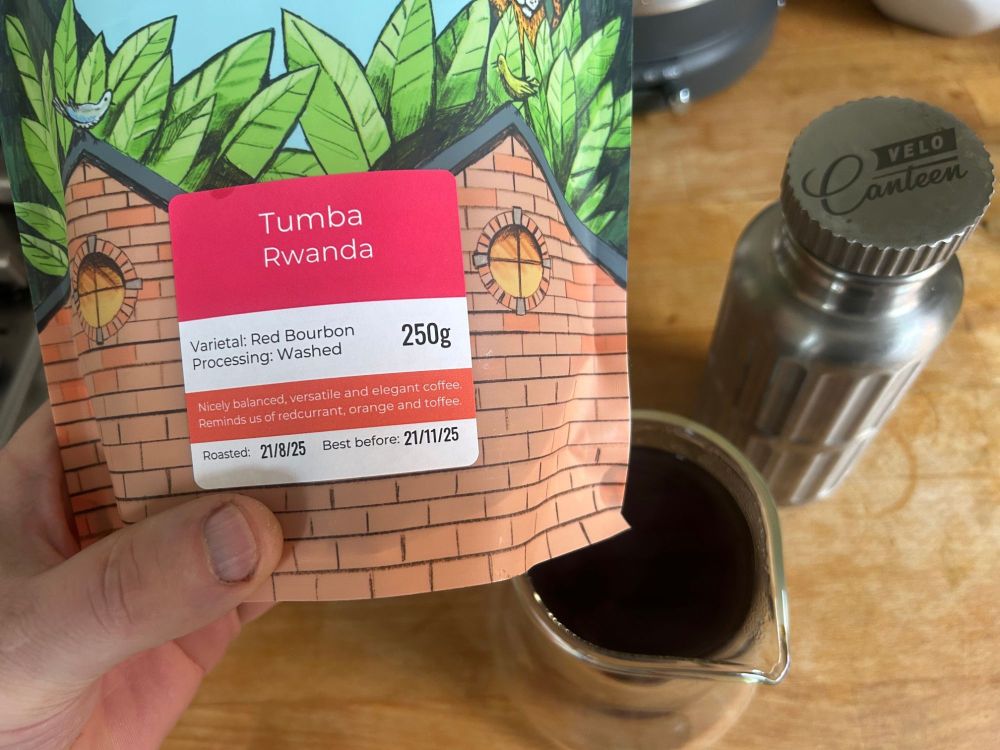 Tumba
Rwanda
Varietal: Red Bourbon
Processing: Washed
250g
Nicely balanced, versatile and elegant coffee.
Reminds us of redcurrant, orange and toffee.
Roasted: 21/8/25 Best before: 21/11/25
VELO
Canteen